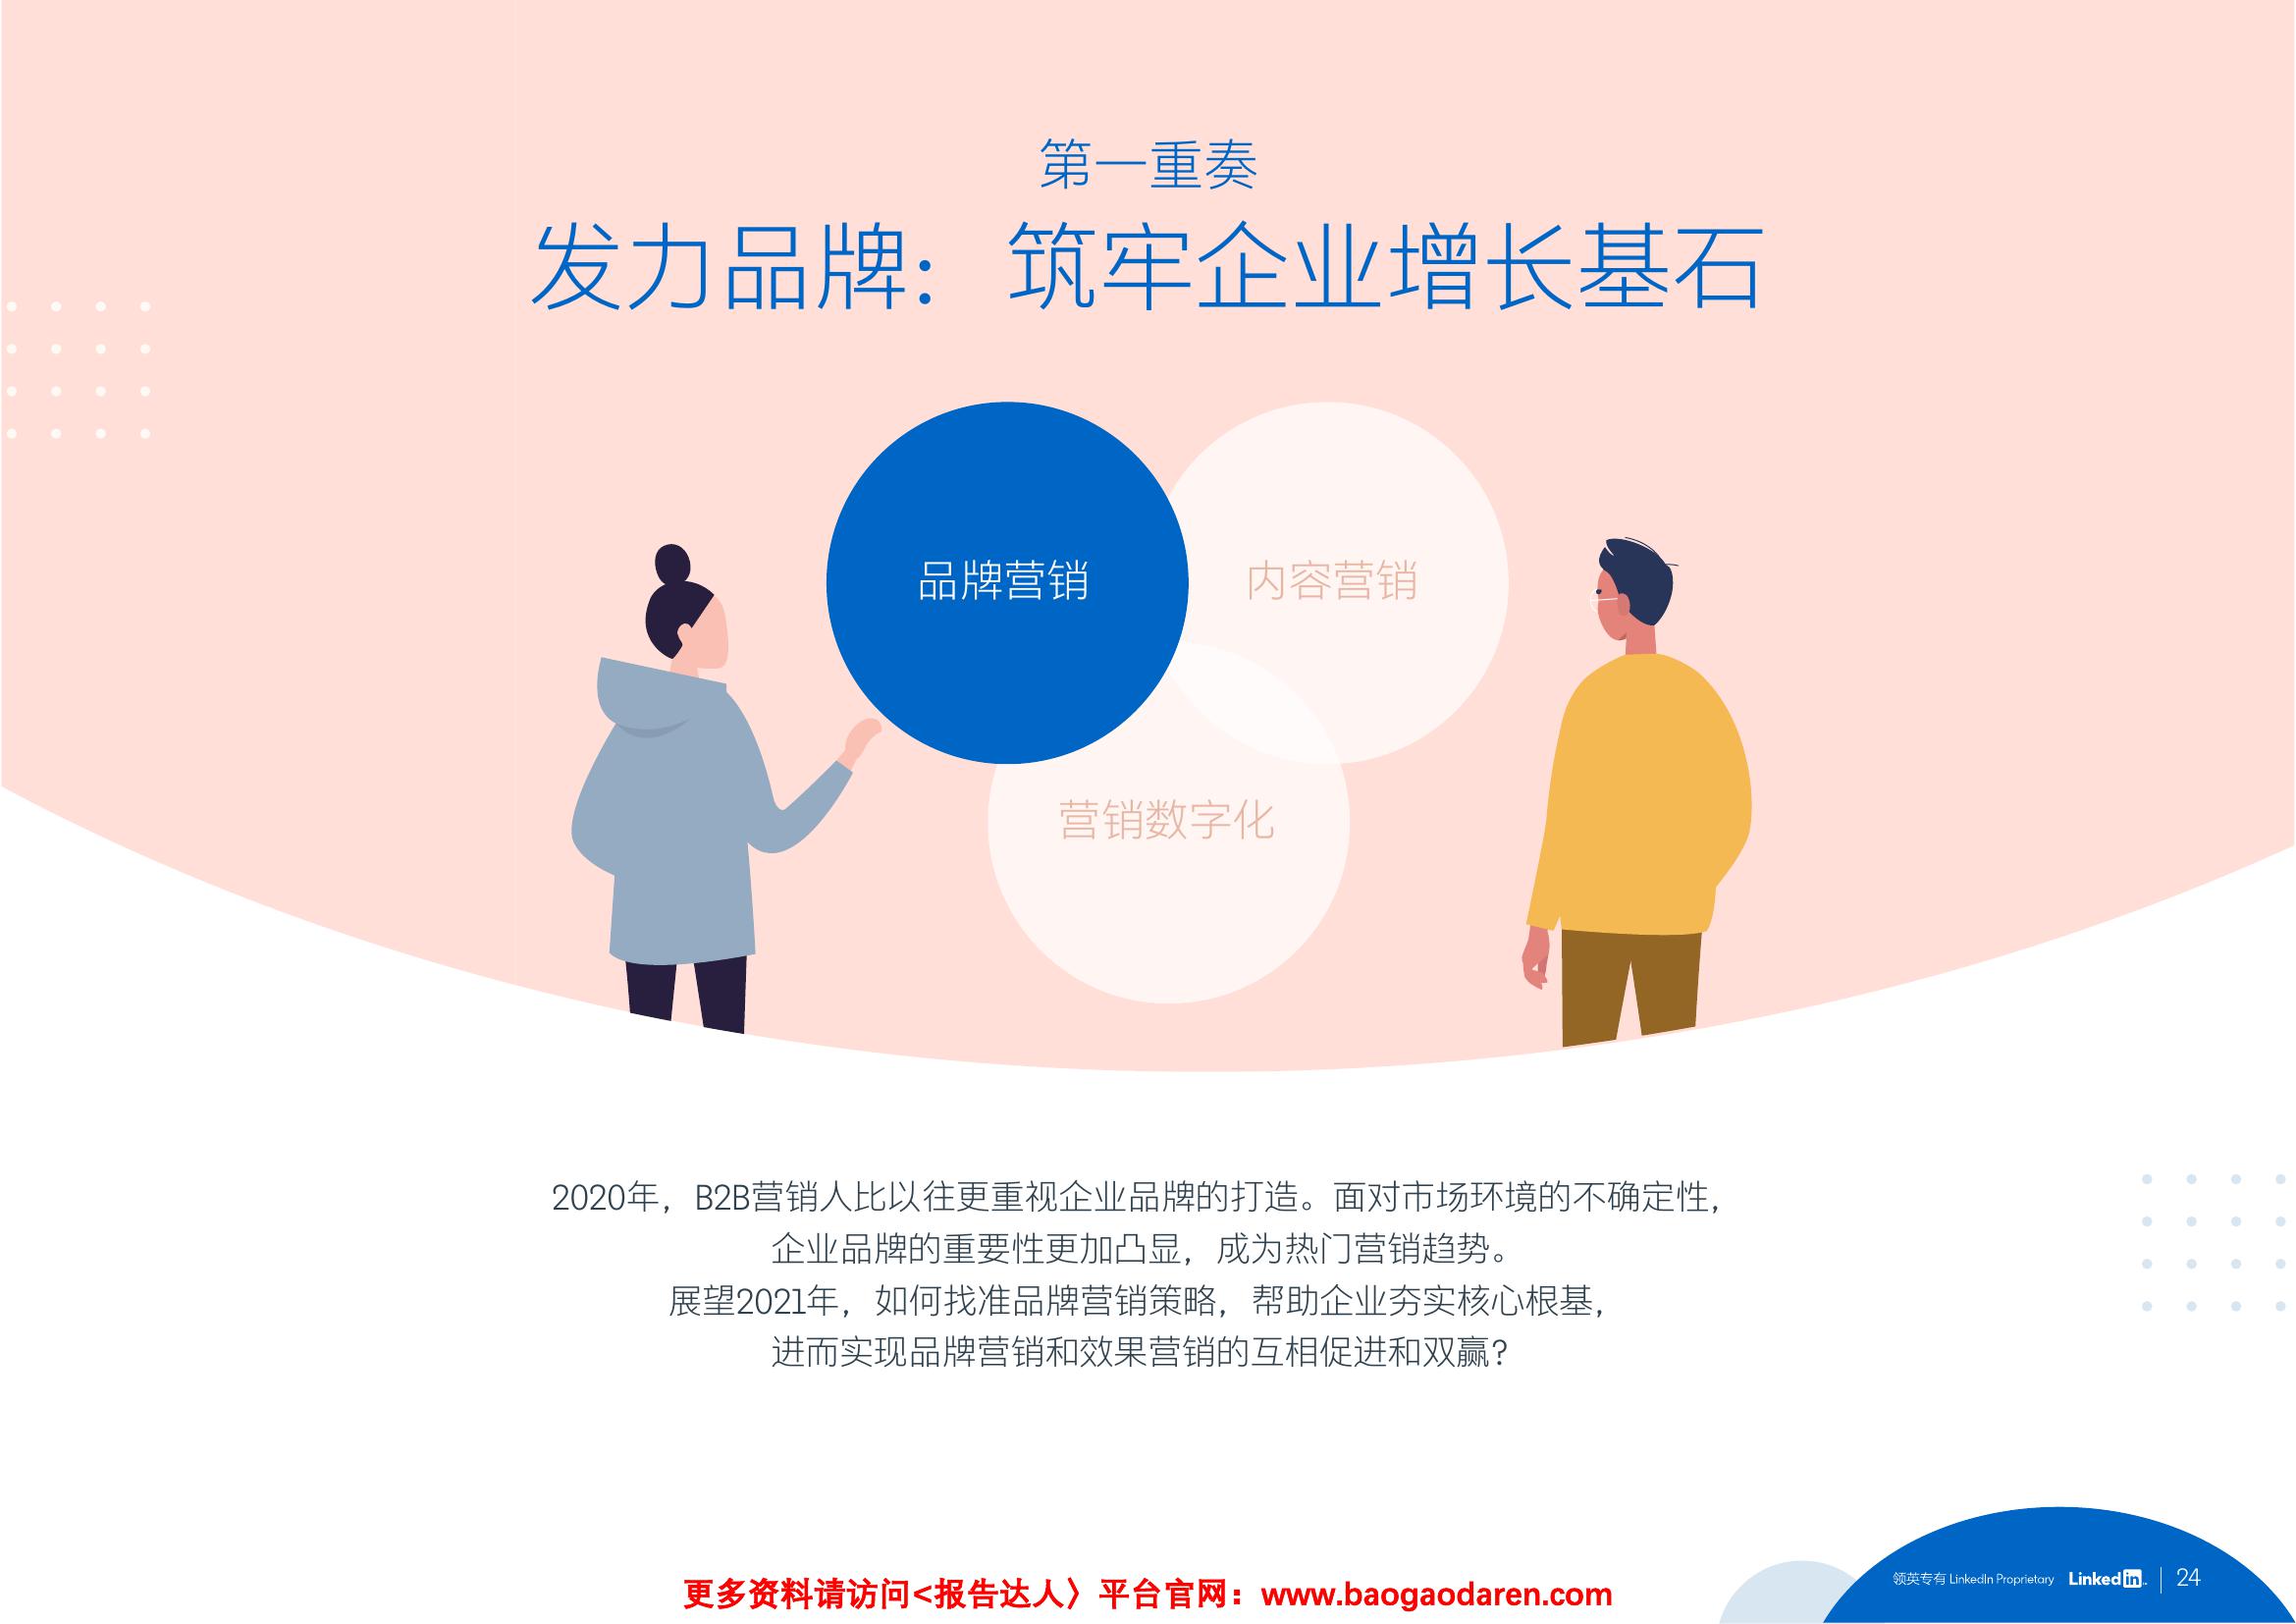 第一重奏
发力品牌：筑牢企业增长基石
品牌营销
内容营销
营销数字化
2020年，B2B营销人比以往更重视企业品牌的打造。面对市场环境的不确定性，
企业品牌的重要性更加凸显，成为热门营销趋势。
展望2021年，如何找准品牌营销策略，帮助企业夯实核心根基，
进而实现品牌营销和效果营销的互相促进和双赢？
领英专有 LinkedIn Proprietary LinkedIn | 24
更多资料请访问<报告达人〉平台官网：www.baogaodaren.com